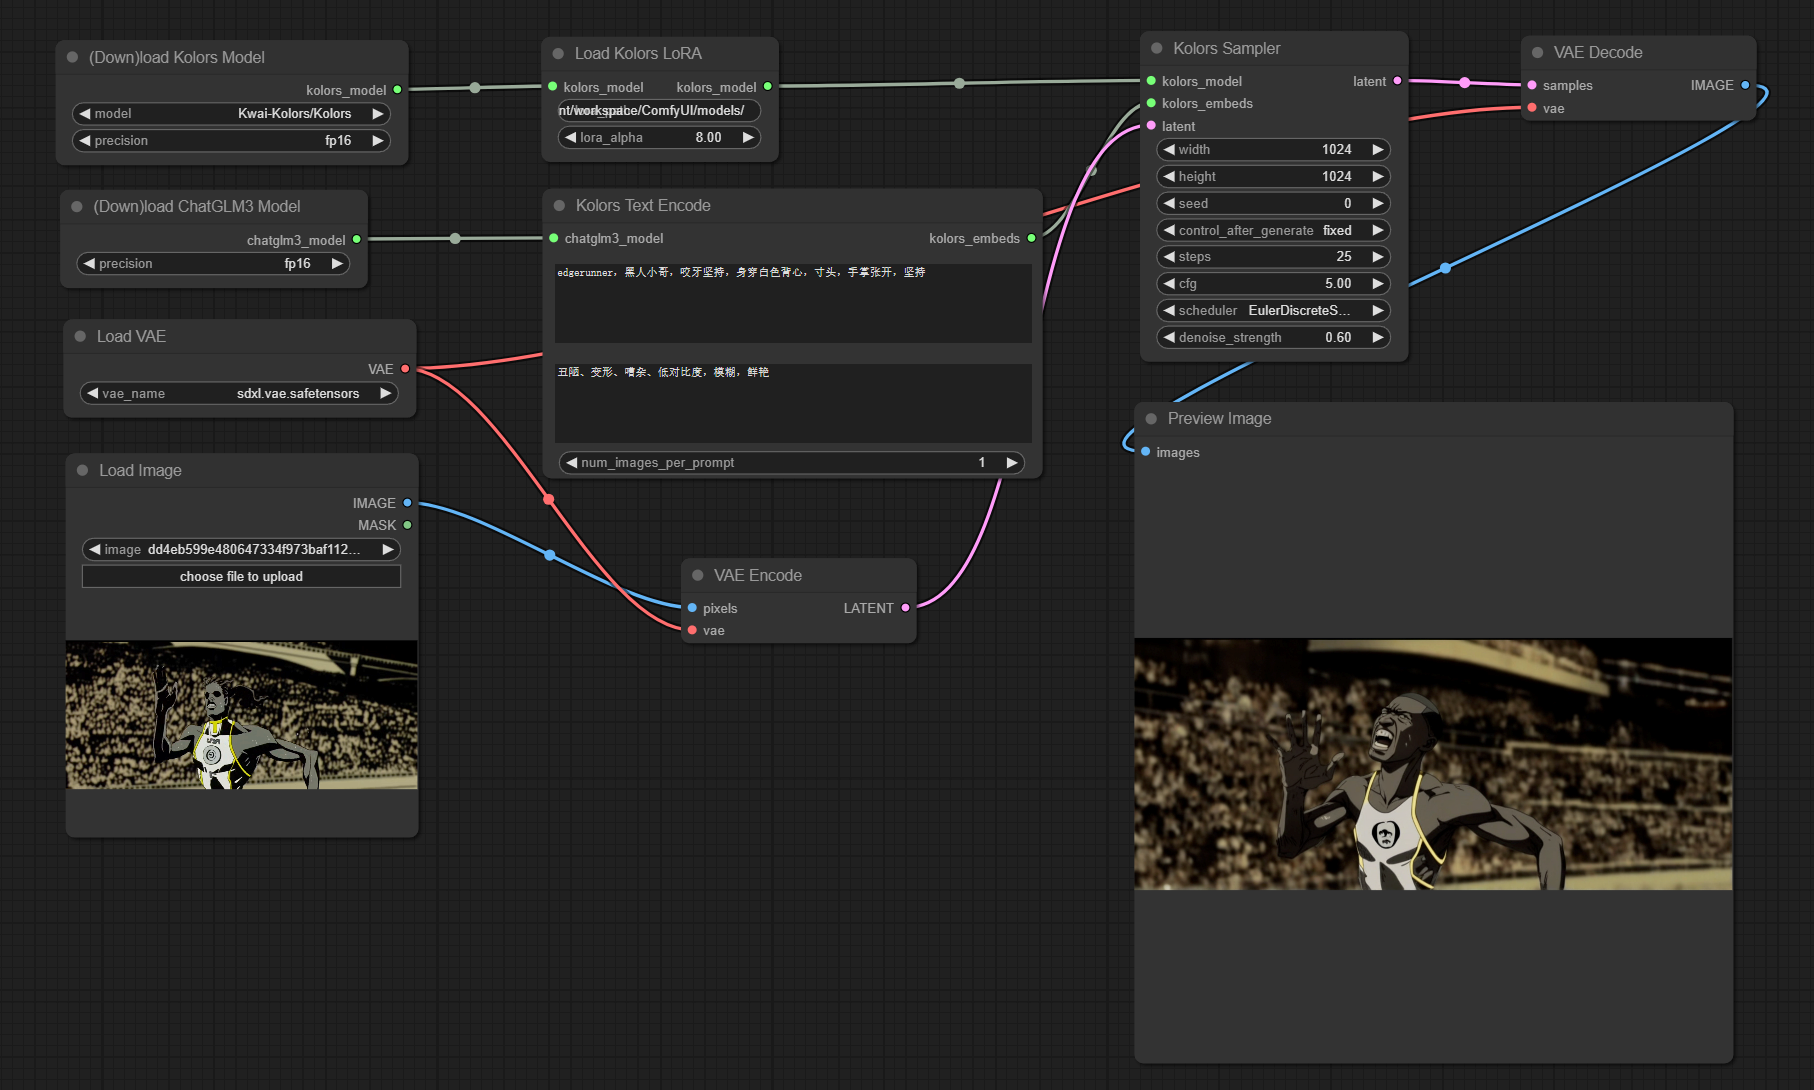 (Down)load Kolors Model
kolors_model
model Kwai-Kolors/Kolors
precision fp16
Load Kolors LoRA
kolors_model kolors_model
nt/workspace/ComfyUI/models/
lora_alpha 8.00
Kolors Sampler
kolors_model latent
kolors_embeds
latent
width 1024
height 1024
seed 0
control_after_generate fixed
steps 25
cfg 5.00
scheduler EulerDiscreteS...
denoise_strength 0.60
VAE Decode
samples IMAGE
vae
(Down)load ChatGLM3 Model
chatglm3_model
precision fp16
Kolors Text Encode
chatglm3_model kolors_embeds
edgerunner，黑人小哥，咬牙坚持，身穿白色背心，寸头，手掌张开，坚持
丑陋、变形、嘈杂、低对比度，模糊，鲜艳
num_images_per_prompt 1
Load VAE
VAE
vae_name sdxl.vae.safetensors
Load Image
IMAGE
MASK
image dd4eb599e480647334f973baf112...
choose file to upload
VAE Encode
pixels LATENT
vae
Preview Image
images